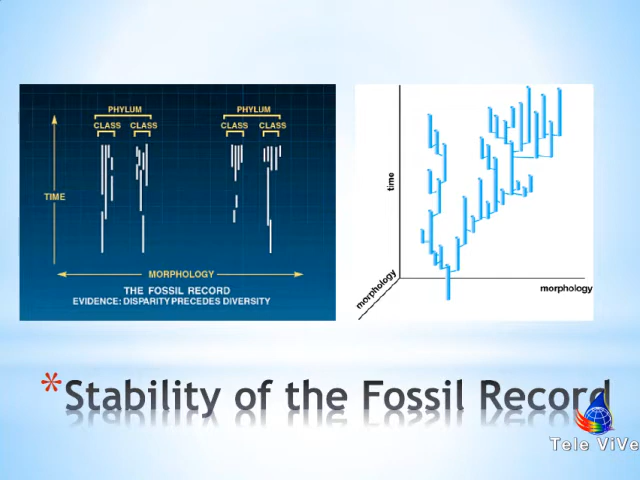 PHYLUM PHYLUM
CLASS CLASS CLASS CLASS
TIME
MORPHOLOGY
THE FOSSIL RECORD
EVIDENCE: DISPARITY PRECEDES DIVERSITY
time
morphology
morphology
*Stability of the Fossil Record
Tele ViVe